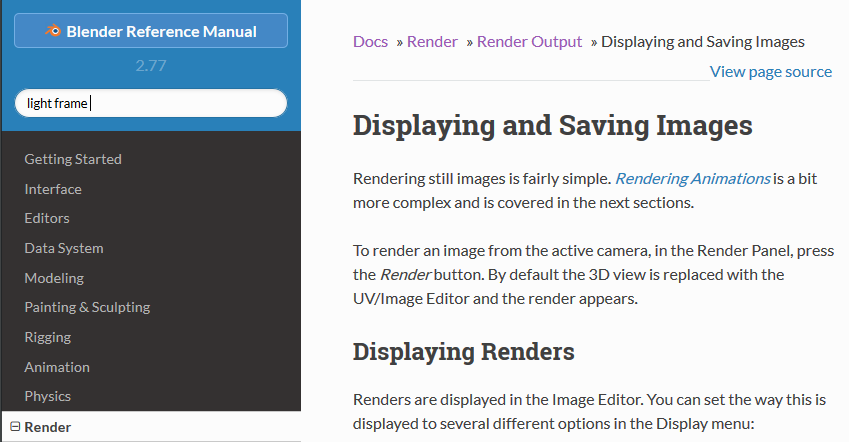 Blender Reference Manual
2.77
light frame
Getting Started
Interface
Editors
Data System
Modeling
Painting & Sculpting
Rigging
Animation
Physics
Render
Docs » Render » Render Output » Displaying and Saving Images
View page source
Displaying and Saving Images
Rendering still images is fairly simple. Rendering Animations is a bit
more complex and is covered in the next sections.
To render an image from the active camera, in the Render Panel, press
the Render button. By default the 3D view is replaced with the
UV/Image Editor and the render appears.
Displaying Renders
Renders are displayed in the Image Editor. You can set the way this is
displayed to several different options in the Display menu: